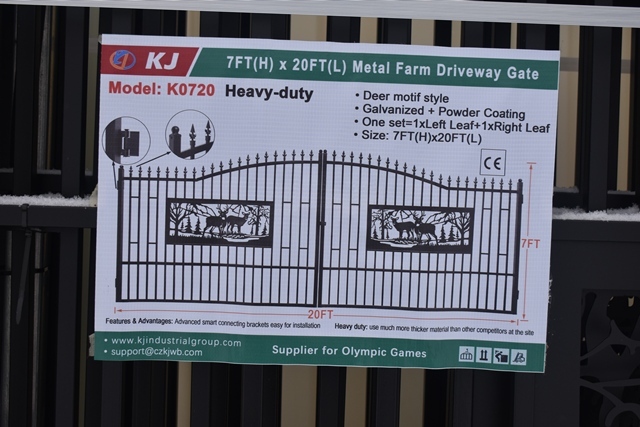 KJ
7FT(H) x 20FT(L) Metal Farm Driveway Gate
Model: K0720 Heavy-duty
• Deer motif style
• Galvanized + Powder Coating
• One set=1xLeft Leaf+1xRight Leaf
• Size: 7FT(H)x20FT(L)
CE
7FT
20FT
Features & Advantages: Advanced smart connecting brackets easy for installation
Heavy duty: use much more thicker material than other competitors at the site
• www.kjindustrialgroup.com
• support@czkjwb.com
Supplier for Olympic Games